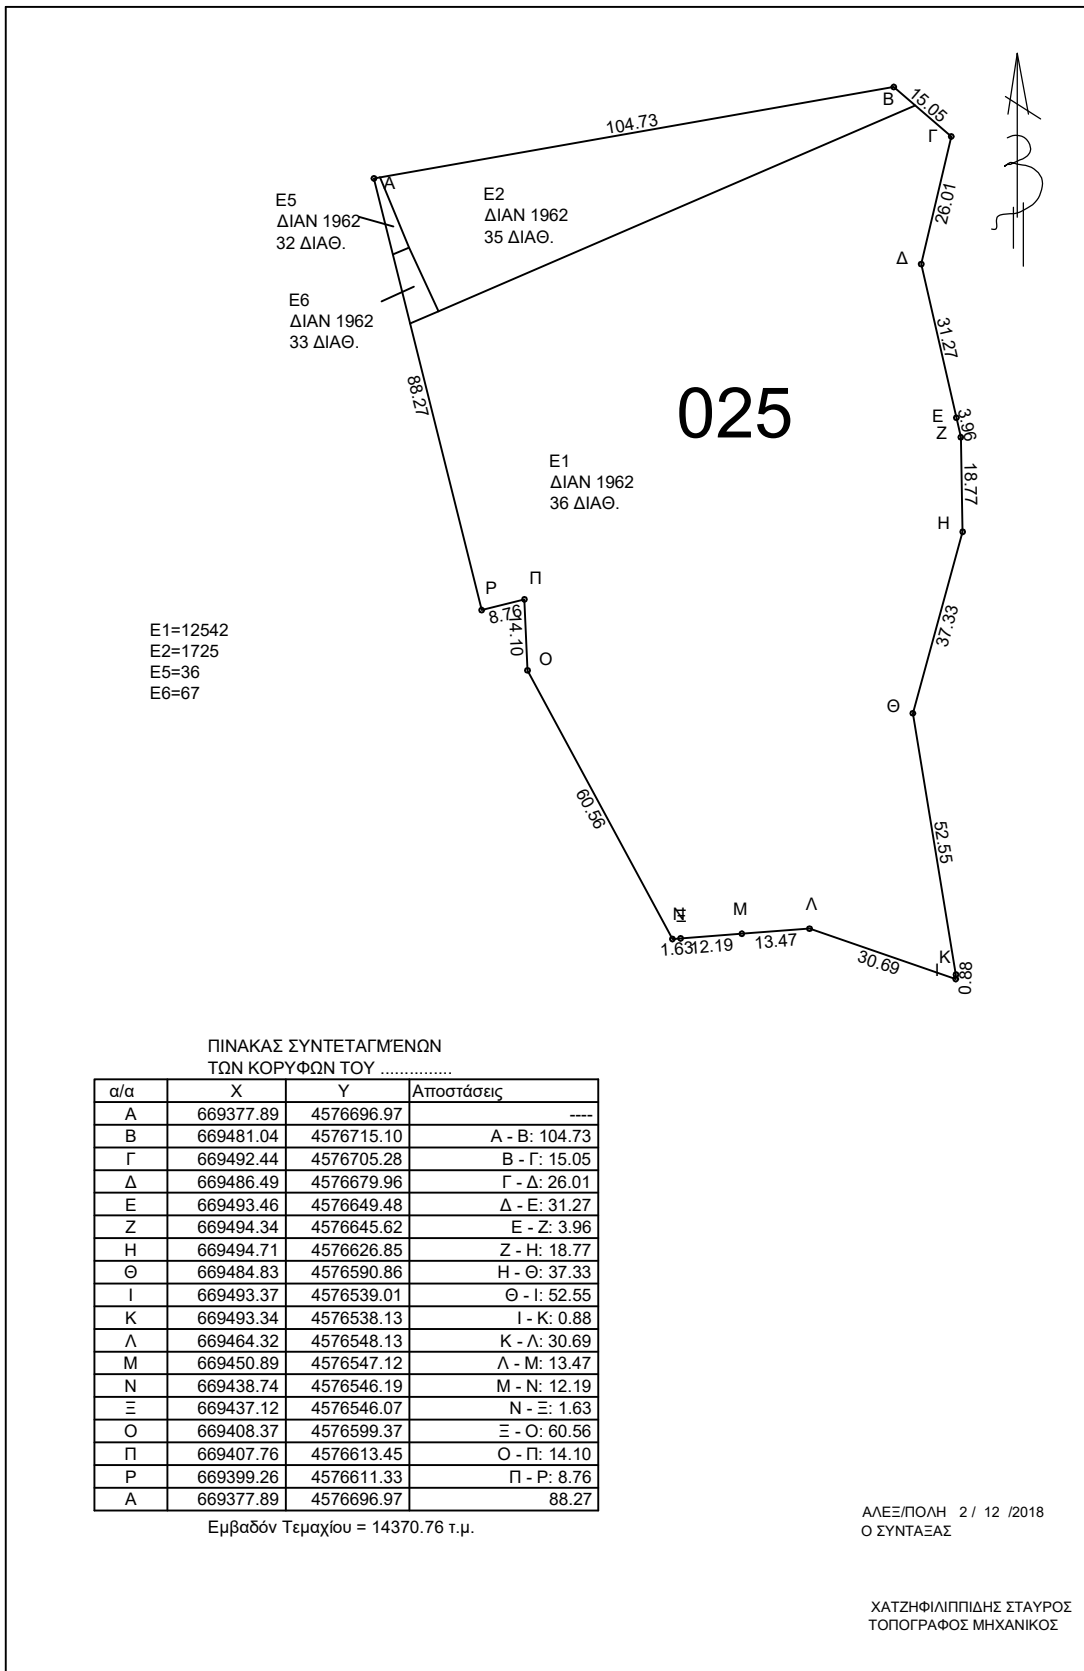 B
15.05
Γ
104.73
A
26.01
E5
ΔΙΑΝ 1962
32 ΔΙΑΘ.
E2
ΔΙΑΝ 1962
35 ΔΙΑΘ.
Δ
E6
ΔΙΑΝ 1962
33 ΔΙΑΘ.
31.27
88.27
025
E
3.96
Z
18.77
E1
ΔΙΑΝ 1962
36 ΔΙΑΘ.
H
Π
P
8.76
14.10
37.33
E1=12542
E2=1725
E5=36
E6=67
O
Θ
60.56
52.55
N
Ξ
M
Λ
1.63
12.19
13.47
30.69
K
I
0.88
ΠΙΝΑΚΑΣ ΣΥΝΤΕΤΑΓΜΈΝΩΝ
ΤΩΝ ΚΟΡΥΦΩΝ ΤΟΥ ...............
α/α X Y Αποστάσεις
A 669377.89 4576696.97 ----
B 669481.04 4576715.10 A - B: 104.73
Γ 669492.44 4576705.28 B - Γ: 15.05
Δ 669486.49 4576679.96 Γ - Δ: 26.01
E 669493.46 4576649.48 Δ - E: 31.27
Z 669494.34 4576645.62 E - Z: 3.96
H 669494.71 4576626.85 Z - H: 18.77
Θ 669484.83 4576590.86 H - Θ: 37.33
I 669493.37 4576539.01 Θ - I: 52.55
K 669493.34 4576538.13 I - K: 0.88
Λ 669464.32 4576548.13 K - Λ: 30.69
M 669450.89 4576547.12 Λ - M: 13.47
N 669438.74 4576546.19 M - N: 12.19
Ξ 669437.12 4576546.07 N - Ξ: 1.63
O 669408.37 4576599.37 Ξ - O: 60.56
Π 669407.76 4576613.45 O - Π: 14.10
P 669399.26 4576611.33 Π - P: 8.76
A 669377.89 4576696.97 88.27
Εμβαδόν Τεμαχίου = 14370.76 τ.μ.
ΑΛΕΞ/ΠΟΛΗ 2 / 12 /2018
Ο ΣΥΝΤΑΞΑΣ
ΧΑΤΖΗΦΙΛΙΠΠΙΔΗΣ ΣΤΑΥΡΟΣ
ΤΟΠΟΓΡΑΦΟΣ ΜΗΧΑΝΙΚΟΣ